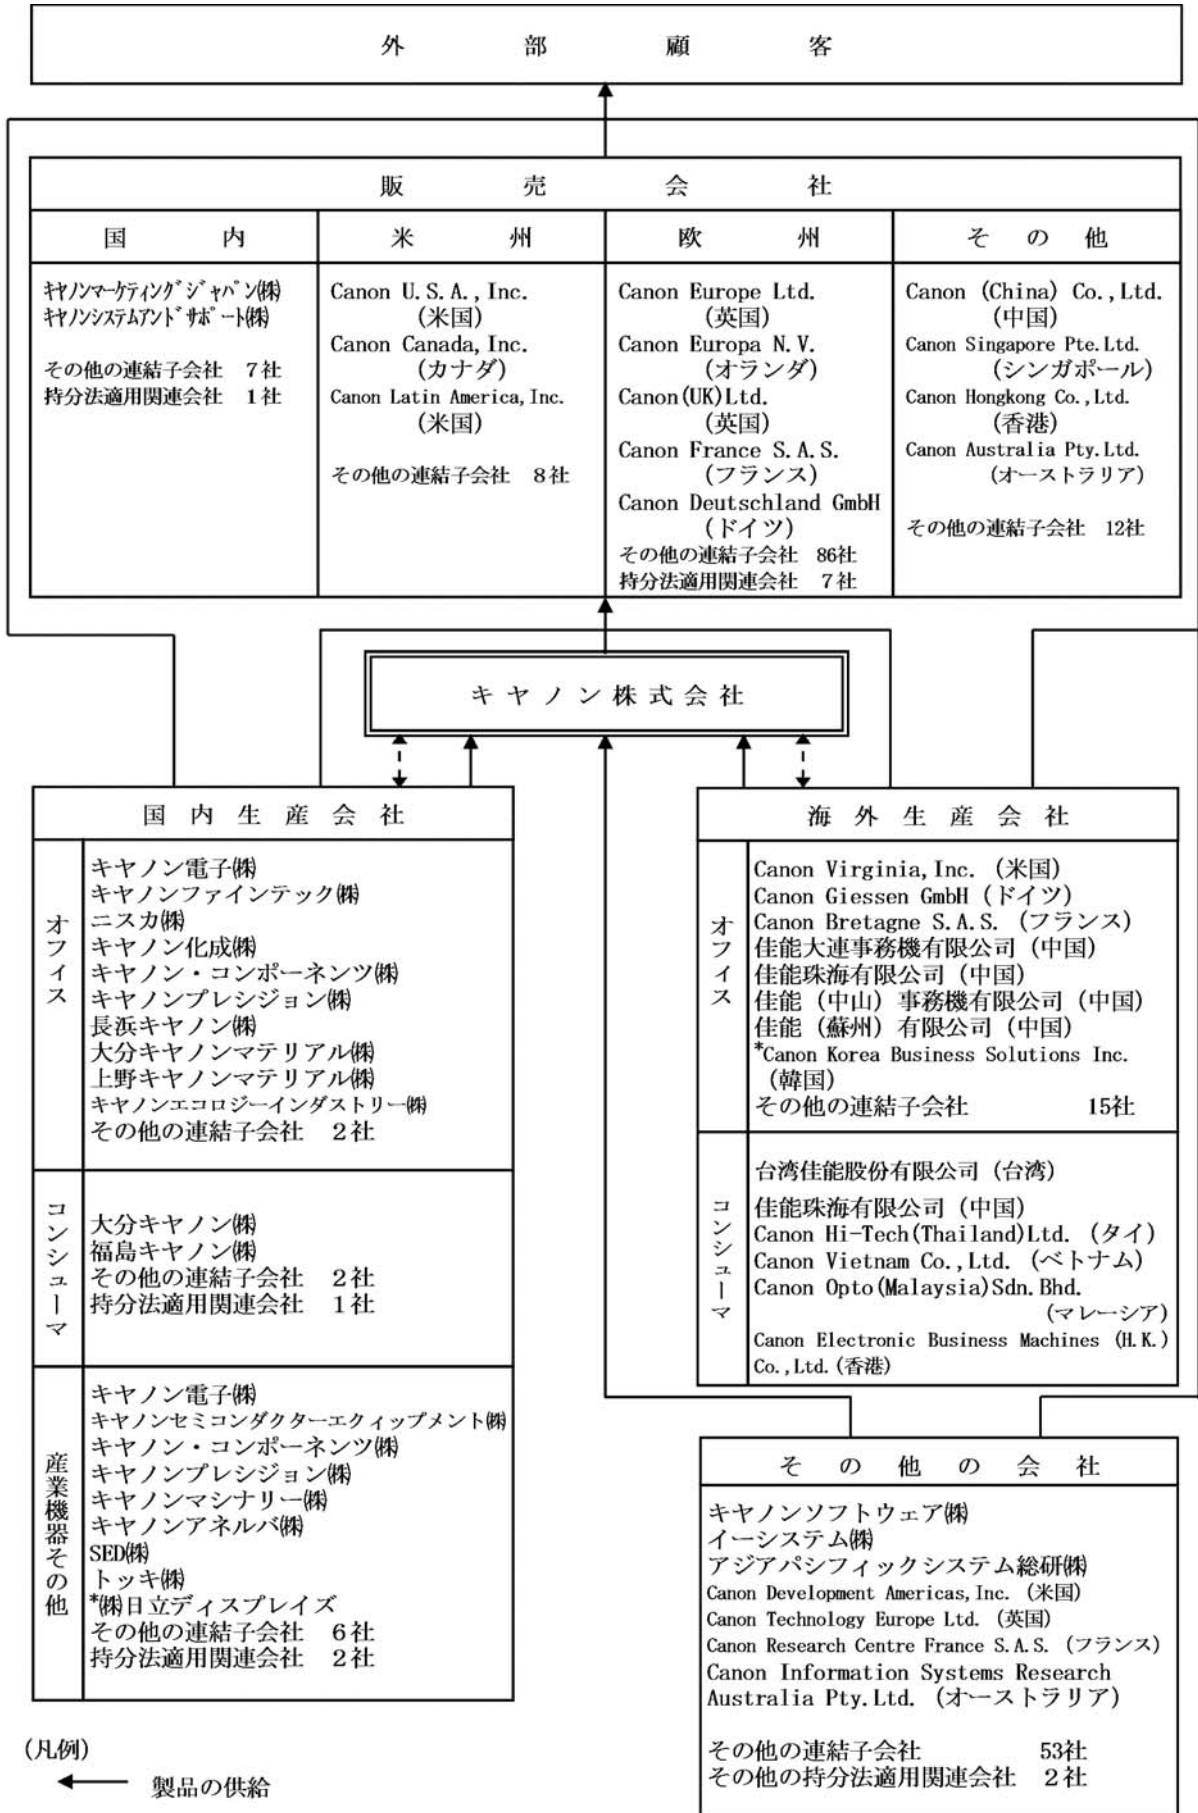 外部顧客
販売会社
国内
キヤノンマーケティングジャパン㈱
キヤノンシステムアンドサポート㈱
その他の連結子会社 7社
持分法適用関連会社 1社
米州
Canon U.S.A.,Inc.
(米国)
Canon Canada,Inc.
(カナダ)
Canon Latin America,Inc.
(米国)
その他の連結子会社 8社
欧州
Canon Europe Ltd.
(英国)
Canon Europa N.V.
(オランダ)
Canon(UK)Ltd.
(英国)
Canon France S.A.S.
(フランス)
Canon Deutschland GmbH
(ドイツ)
その他の連結子会社 86社
持分法適用関連会社 7社
その他
Canon (China) Co.,Ltd.
(中国)
Canon Singapore Pte.Ltd.
(シンガポール)
Canon Hongkong Co.,Ltd.
(香港)
Canon Australia Pty.Ltd.
(オーストラリア)
その他の連結子会社 12社
キヤノン株式会社
国内生産会社
オフィス
キヤノン電子㈱
キヤノンファインテック㈱
ニスカ㈱
キヤノン化成㈱
キヤノン・コンポーネンツ㈱
キヤノンプレシジョン㈱
長浜キヤノン㈱
大分キヤノンマテリアル㈱
上野キヤノンマテリアル㈱
キヤノンエコロジーインダストリー㈱
その他の連結子会社 2社
コンシューマ
大分キヤノン㈱
福島キヤノン㈱
その他の連結子会社 2社
持分法適用関連会社 1社
産業機器その他
キヤノン電子㈱
キヤノンセミコンダクターエクィップメント㈱
キヤノン・コンポーネンツ㈱
キヤノンプレシジョン㈱
キヤノンマシナリー㈱
キヤノンアネルバ㈱
SED㈱
トッキ㈱
*㈱日立ディスプレイズ
その他の連結子会社 6社
持分法適用関連会社 2社
海外生産会社
オフィス
Canon Virginia,Inc. (米国)
Canon Giessen GmbH (ドイツ)
Canon Bretagne S.A.S. (フランス)
佳能大連事務機有限公司 (中国)
佳能珠海有限公司 (中国)
佳能 (中山) 事務機有限公司 (中国)
佳能 (蘇州) 有限公司 (中国)
*Canon Korea Business Solutions Inc.
(韓国)
その他の連結子会社 15社
コンシューマ
台湾佳能股份有限公司 (台湾)
佳能珠海有限公司 (中国)
Canon Hi-Tech(Thailand)Ltd. (タイ)
Canon Vietnam Co.,Ltd. (ベトナム)
Canon Opto(Malaysia)Sdn.Bhd.
(マレーシア)
Canon Electronic Business Machines (H.K.)
Co.,Ltd.(香港)
その他の会社
キヤノンソフトウェア㈱
イーシステム㈱
アジアパシフィックシステム総研㈱
Canon Development Americas,Inc. (米国)
Canon Technology Europe Ltd. (英国)
Canon Research Centre France S.A.S. (フランス)
Canon Information Systems Research
Australia Pty.Ltd. (オーストラリア)
その他の連結子会社 53社
その他の持分法適用関連会社 2社
(凡例)
製品の供給